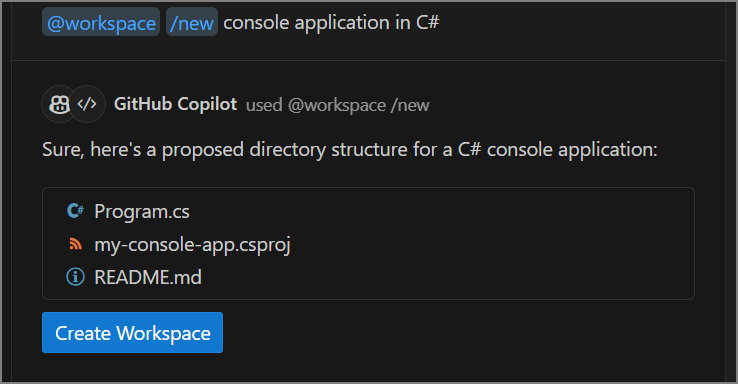 @workspace /new console application in C#
GitHub Copilot used @workspace /new
Sure, here's a proposed directory structure for a C# console application:
C# Program.cs
my-console-app.csproj
README.md
Create Workspace